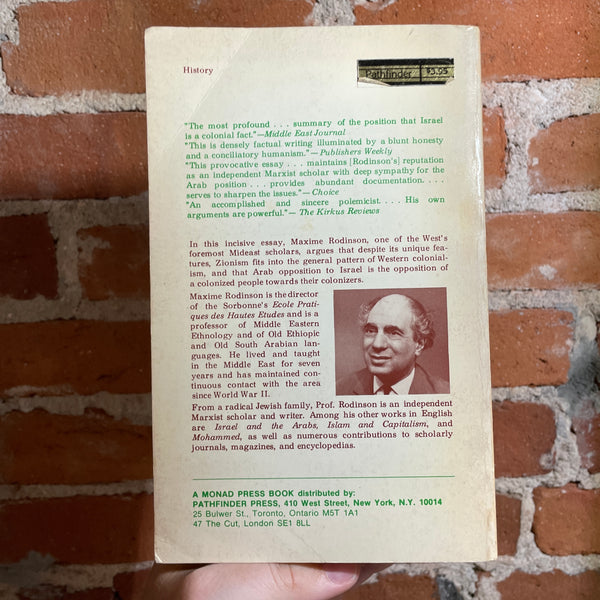 History
Pathfinder $3.95
"The most profound . . . summary of the position that Israel
is a colonial fact."—Middle East Journal
"This is densely factual writing illuminated by a blunt honesty
and a conciliatory humanism."—Publishers Weekly
"This provocative essay . . . maintains [Rodinson's] reputation
as an independent Marxist scholar with deep sympathy for the
Arab position . . . . provides abundant documentation. . . .
serves to sharpen the issues."—Choice
"An accomplished and sincere polemicist. . . . His own
arguments are powerful."— The Kirkus Reviews
In this incisive essay, Maxime Rodinson, one of the West's
foremost Mideast scholars, argues that despite its unique fea-
tures, Zionism fits into the general pattern of Western colonial-
ism, and that Arab opposition to Israel is the opposition of
a colonized people towards their colonizers.
Maxime Rodinson is the director
of the Sorbonne's Ecole Prati-
ques des Hautes Etudes and is a
professor of Middle Eastern
Ethnology and of Old Ethiopic
and Old South Arabian lan-
guages. He lived and taught
in the Middle East for seven
years and has maintained con-
tinuous contact with the area
since World War II.
From a radical Jewish family, Prof. Rodinson is an independent
Marxist scholar and writer. Among his other works in English
are Israel and the Arabs, Islam and Capitalism, and
Mohammed, as well as numerous contributions to scholarly
journals, magazines, and encyclopedias.
A MONAD PRESS BOOK distributed by:
PATHFINDER PRESS, 410 West Street, New York, N.Y. 10014
25 Bulwer St., Toronto, Ontario M5T 1A1
47 The Cut, London SE1 8LL